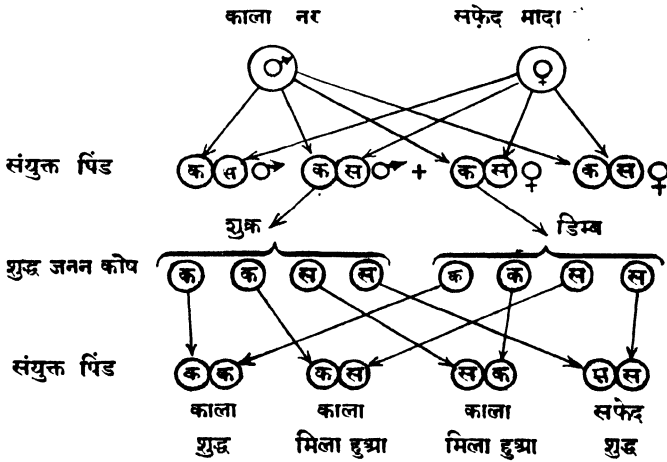 काला नर सफ़ेद मादा
♂ ♀
संयुक्त पिंड क स ♂ क स ♂ + क स ♀ क स ♀
शुक्र डिम्ब
शुद्ध जनन कोष क क स स क क स स
संयुक्त पिंड क क क स स क स स
काला काला काला सफेद
शुद्ध मिला हुआ मिला हुआ शुद्ध